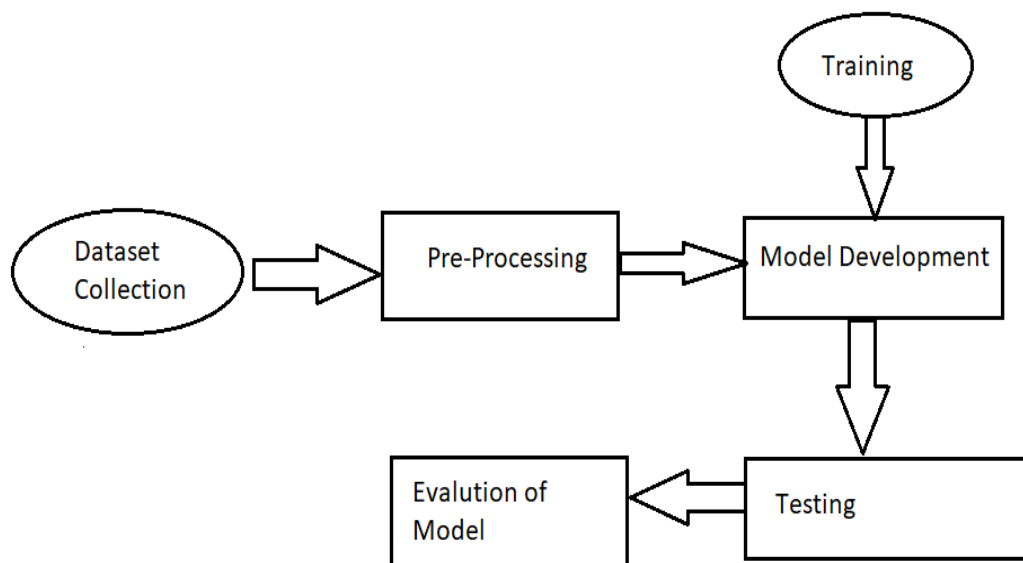 Training
Dataset
Collection
Pre-Processing
Model Development
Evalution of
Model
Testing